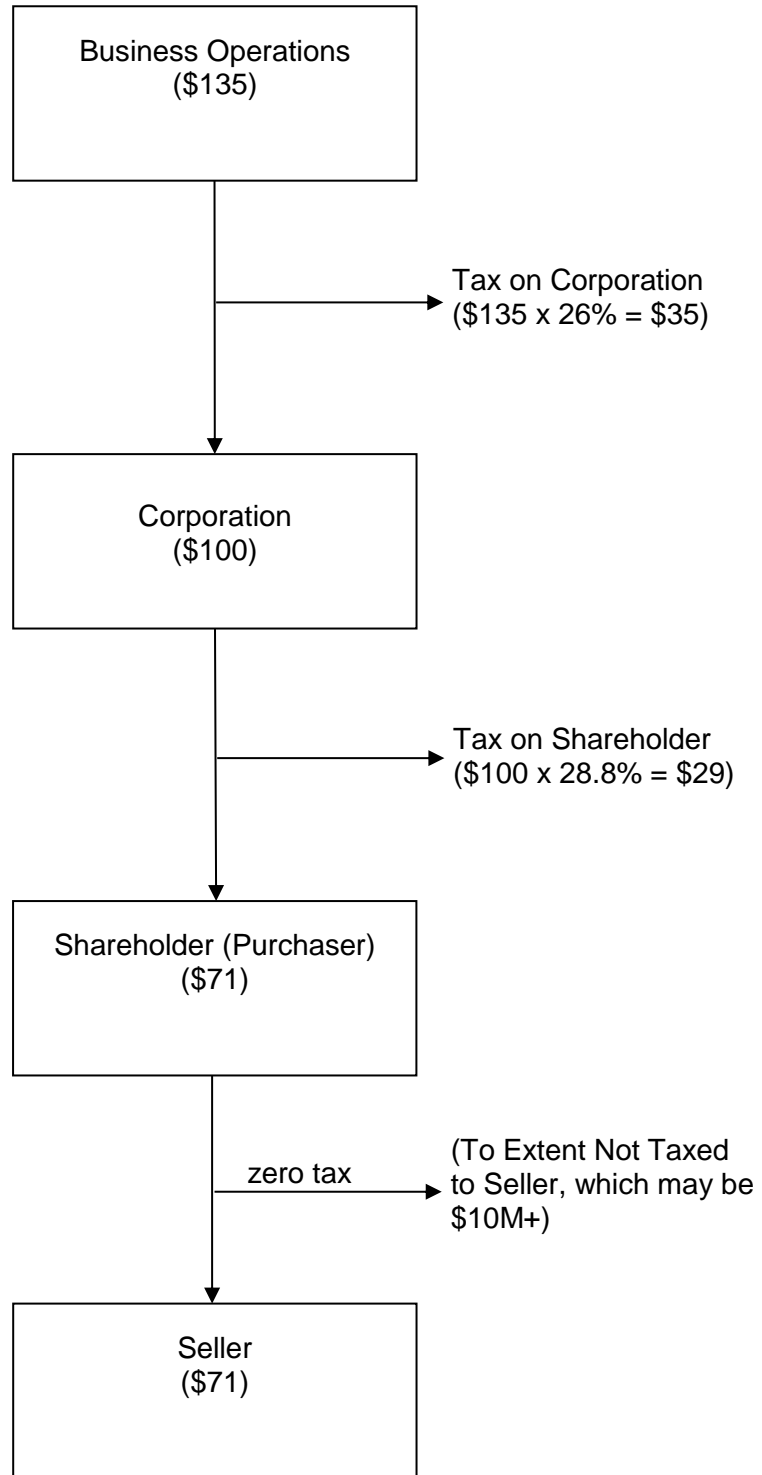 Business Operations
($135)
Tax on Corporation
($135 x 26% = $35)
Corporation
($100)
Tax on Shareholder
($100 x 28.8% = $29)
Shareholder (Purchaser)
($71)
zero tax
(To Extent Not Taxed
to Seller, which may be
$10M+)
Seller
($71)